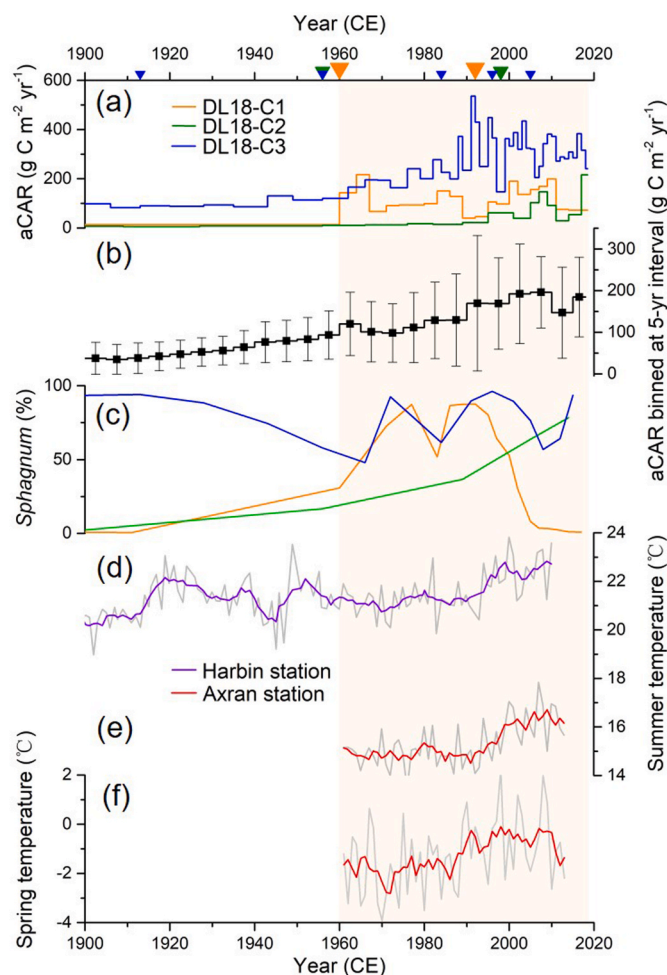 Year (CE)
1900 1920 1940 1960 1980 2000 2020
600
400
200
0
aCAR (g C m⁻² yr⁻¹)
(a)
DL18-C1
DL18-C2
DL18-C3
(b)
300
200
100
0
aCAR binned at 5-yr interval (g C m⁻² yr⁻¹)
(c)
100
50
0
Sphagnum (%)
(d)
24
22
20
18
16
14
Summer temperature (℃)
Harbin station
Axran station
(e)
(f)
2
0
-2
-4
Spring temperature (℃)
1900 1920 1940 1960 1980 2000 2020
Year (CE)